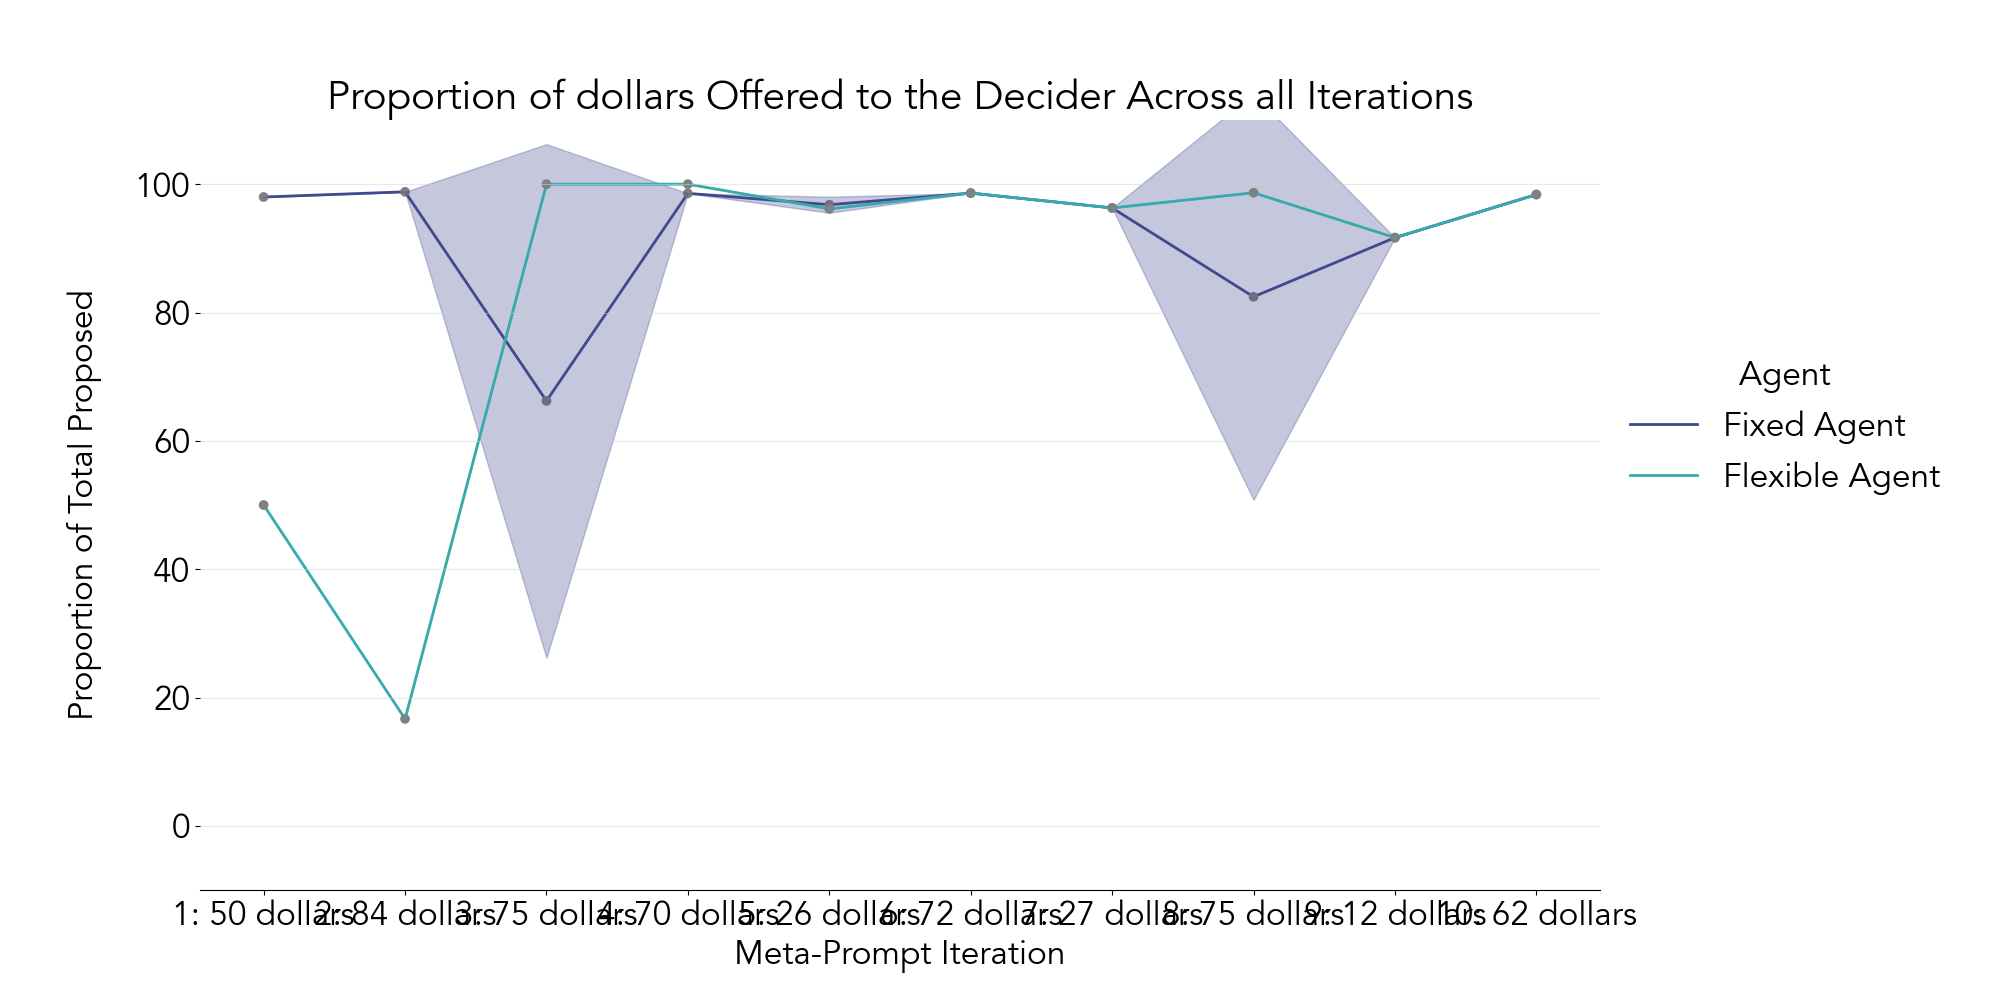 Proportion of dollars Offered to the Decider Across all Iterations
Proportion of Total Proposed
100
80
60
40
20
0
1: 50 dollars
2: 84 dollars
3: 75 dollars
4: 70 dollars
5: 26 dollars
6: 72 dollars
7: 27 dollars
8: 75 dollars
9: 12 dollars
10: 62 dollars
Meta-Prompt Iteration
Agent
Fixed Agent
Flexible Agent